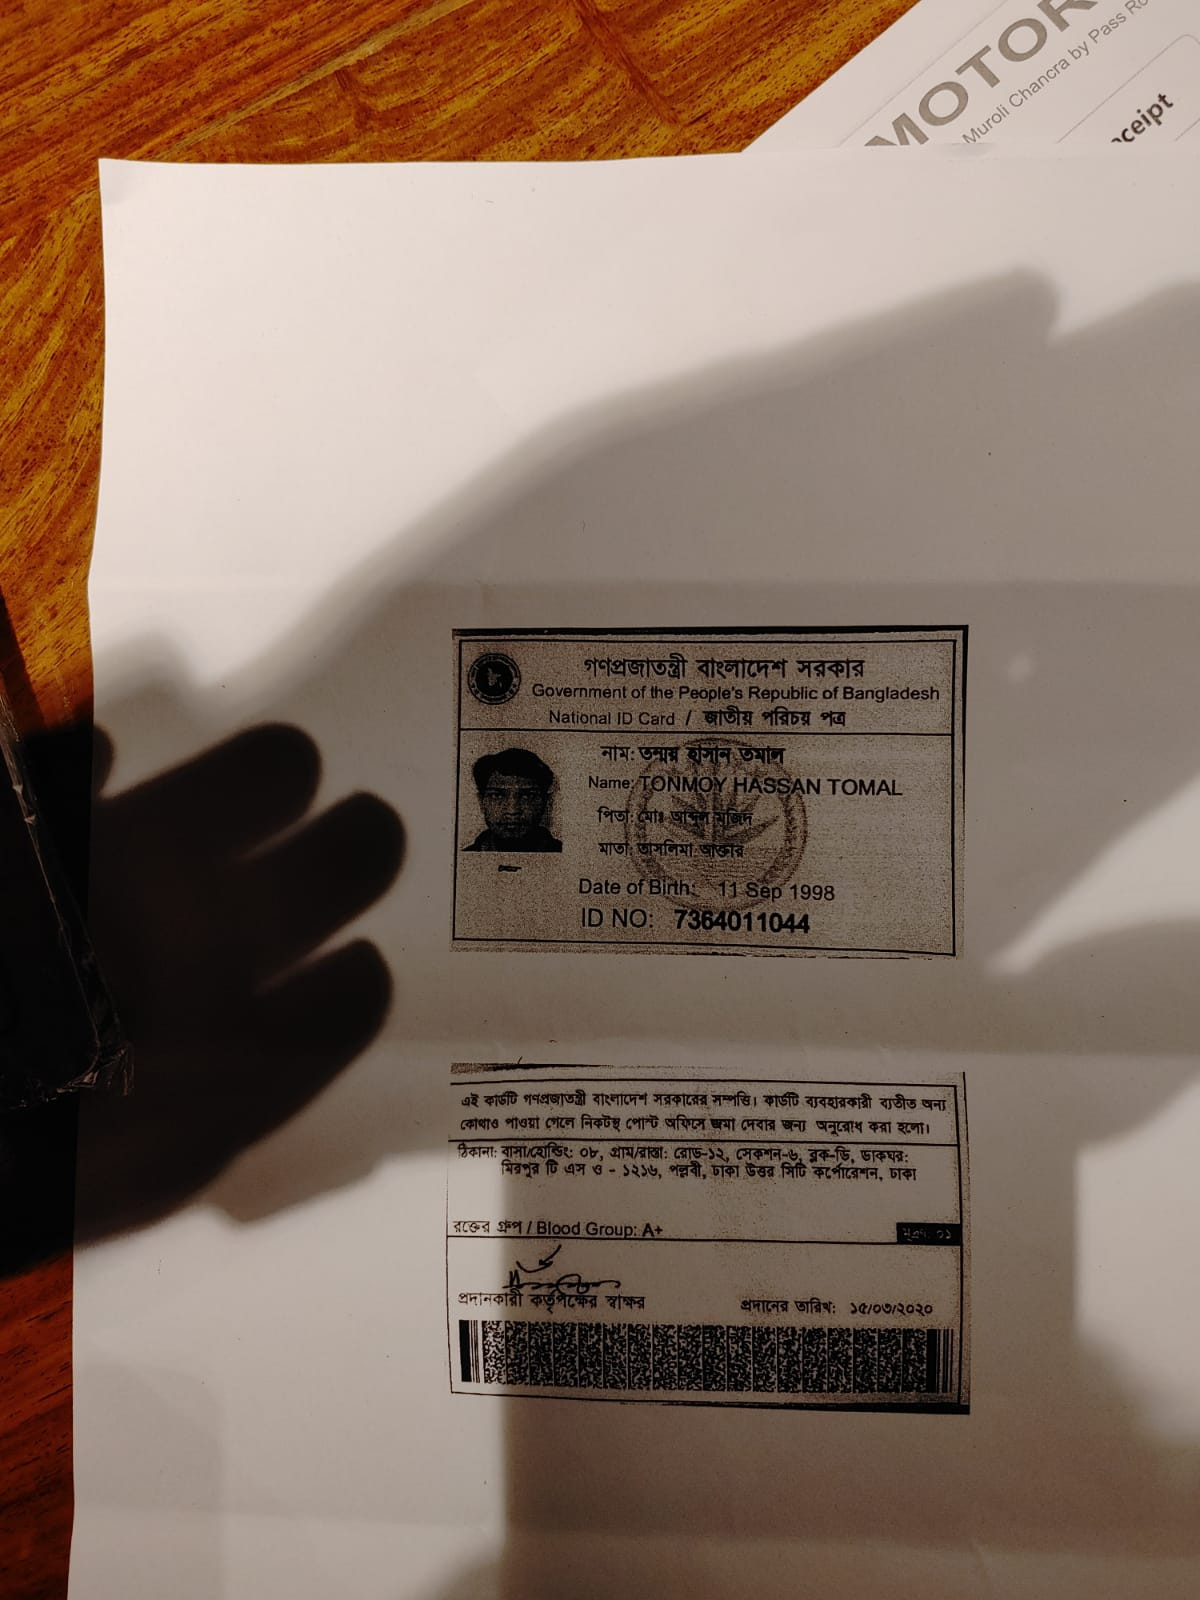 MOTOR
Muroli Chancra by Pass
eceipt
গণপ্রজাতন্ত্রী বাংলাদেশ সরকার
Government of the People's Republic of Bangladesh
National ID Card / জাতীয় পরিচয় পত্র
নাম: তন্ময় হাসান তমাল
Name: TONMOY HASSAN TOMAL
পিতা: মোঃ আব্দুল মজিদ
মাতা: তাসলিমা আক্তার
Date of Birth: 11 Sep 1998
ID NO: 7364011044
এই কার্ডটি গণপ্রজাতন্ত্রী বাংলাদেশ সরকারের সম্পত্তি। কার্ডটি ব্যবহারকারী ব্যতীত অন্য
কোথাও পাওয়া গেলে নিকটস্থ পোস্ট অফিসে জমা দেবার জন্য অনুরোধ করা হলো।
ঠিকানা: বাসা/হোল্ডিং: ০৮, গ্রাম/রাস্তা: রোড-১২, সেকশন-৬, ব্লক-ডি, ডাকঘর:
মিরপুর টি এস ও - ১২১৬, পল্লবী, ঢাকা উত্তর সিটি কর্পোরেশন, ঢাকা
রক্তের গ্রুপ / Blood Group: A+
মুদ্রণ: ০১
প্রদানকারী কর্তৃপক্ষের স্বাক্ষর
প্রদানের তারিখ: ১৫/০৩/২০২০